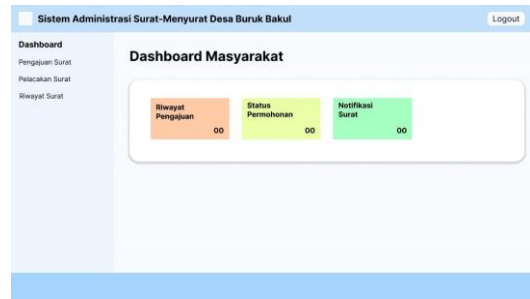 Sistem Administrasi Surat-Menyurat Desa Buruk Bakul
Logout
Dashboard
Pengajuan Surat
Pelacakan Surat
Riwayat Surat
Dashboard Masyarakat
Riwayat
Pengajuan
00
Status
Permohonan
00
Notifikasi
Surat
00